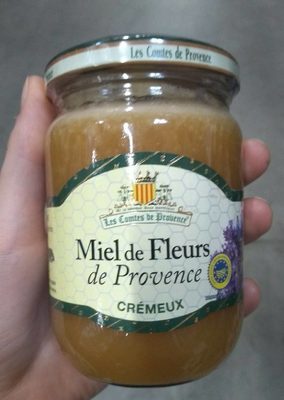 Les Comtes de Provence
Les Comtes de Provence
Miel de Fleurs
de Provence
CRÉMEUX